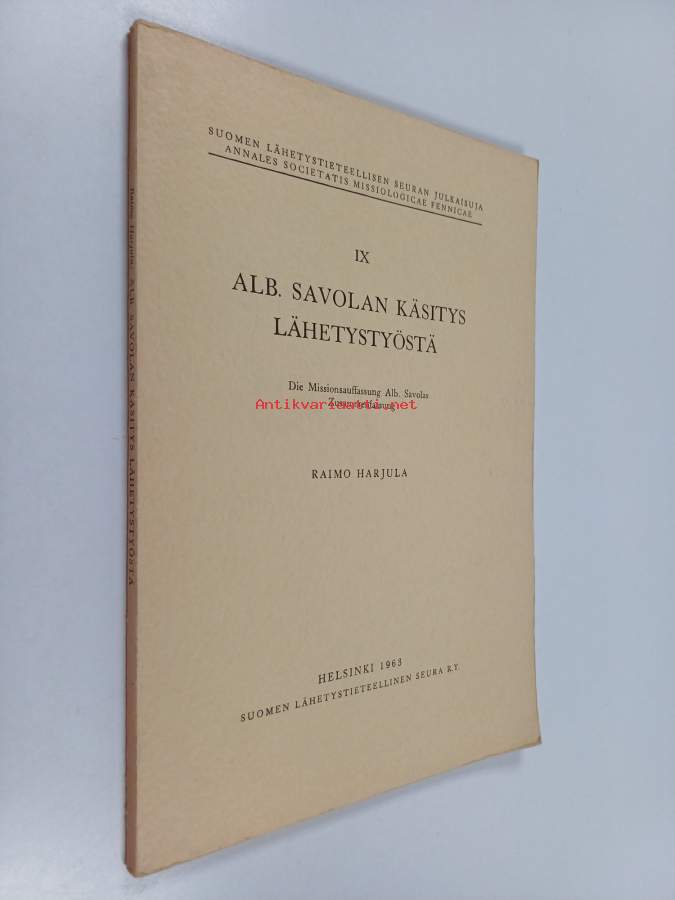 SUOMEN LÄHETYSTIETEELLISEN SEURAN JULKAISUJA
ANNALES SOCIETATIS MISSIOLOGICAE FENNICAE
IX
ALB. SAVOLAN KÄSITYS
LÄHETYSTYÖSTÄ
Die Missionsauffassung Alb. Savolas
Zusammenfassung
Antikvariaatti.net
RAIMO HARJULA
HELSINKI 1963
SUOMEN LÄHETYSTIETEELLINEN SEURA R.Y.
Raimo Harjula: ALB. SAVOLAN KÄSITYS LÄHETYSTYÖSTÄ